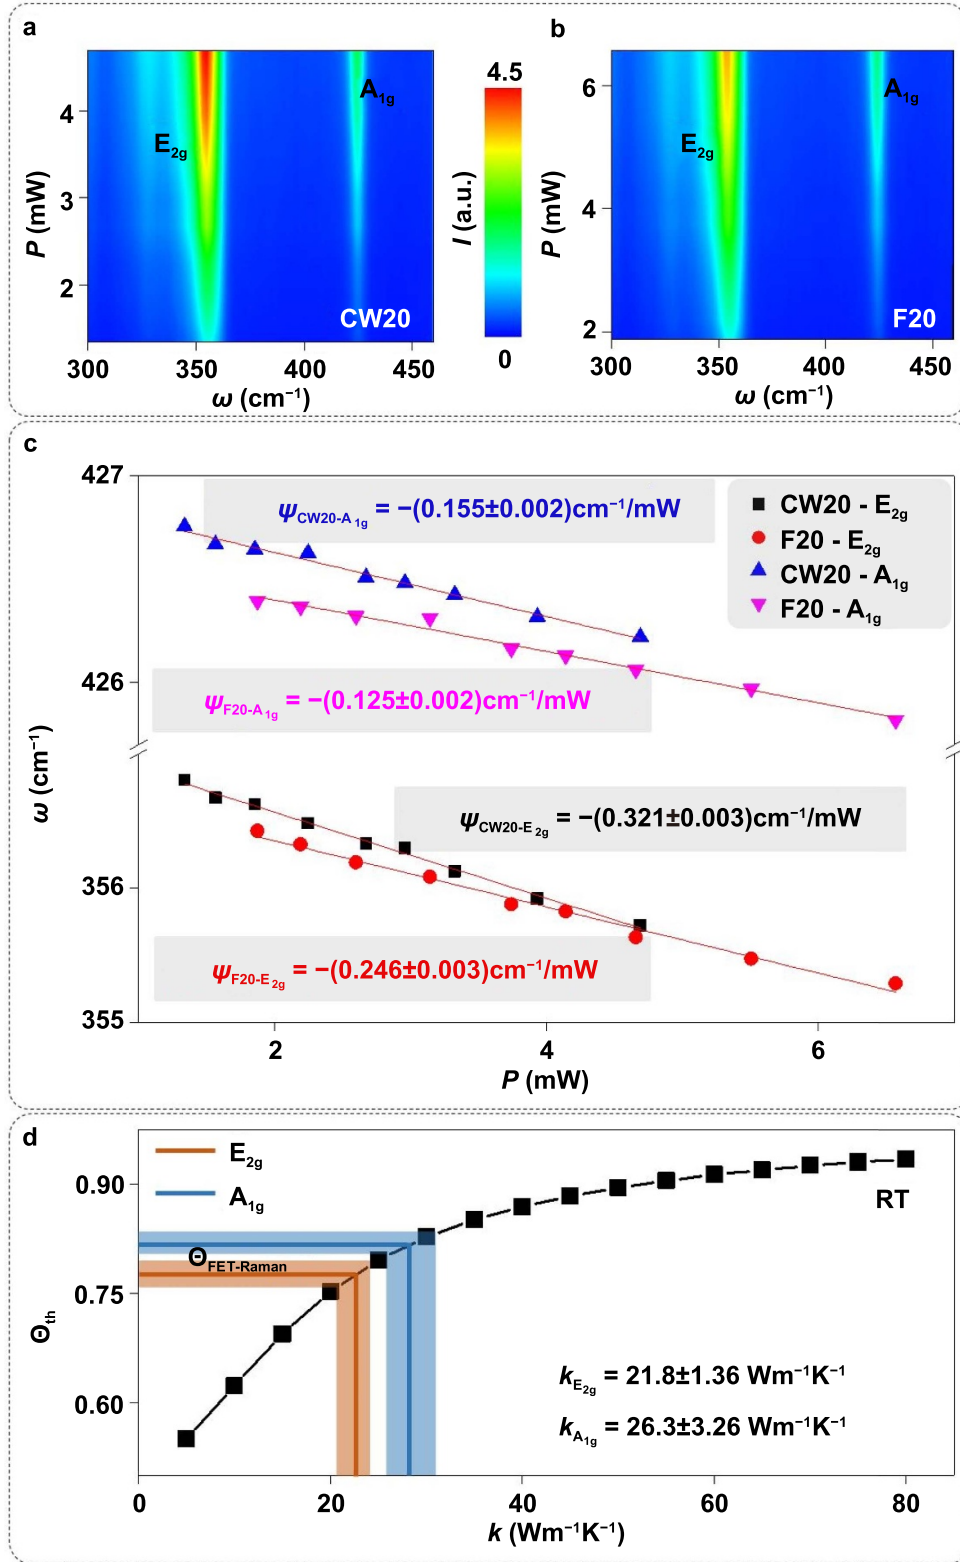 a
4
3
2
P (mW)
E2g
A1g
CW20
300
350
400
450
ω (cm−1)
4.5
I (a.u.)
0
b
6
4
2
P (mW)
E2g
A1g
F20
300
350
400
450
ω (cm−1)
c
427
426
356
355
ω (cm−1)
ψCW20-A1g = −(0.155±0.002)cm−1/mW
CW20 - E2g
F20 - E2g
CW20 - A1g
F20 - A1g
ψF20-A1g = −(0.125±0.002)cm−1/mW
ψCW20-E2g = −(0.321±0.003)cm−1/mW
ψF20-E2g = −(0.246±0.003)cm−1/mW
2
4
6
P (mW)
d
E2g
A1g
0.90
0.75
0.60
Θth
ΘFET-Raman
RT
kE2g = 21.8±1.36 Wm−1K−1
kA1g = 26.3±3.26 Wm−1K−1
0
20
40
60
80
k (Wm−1K−1)